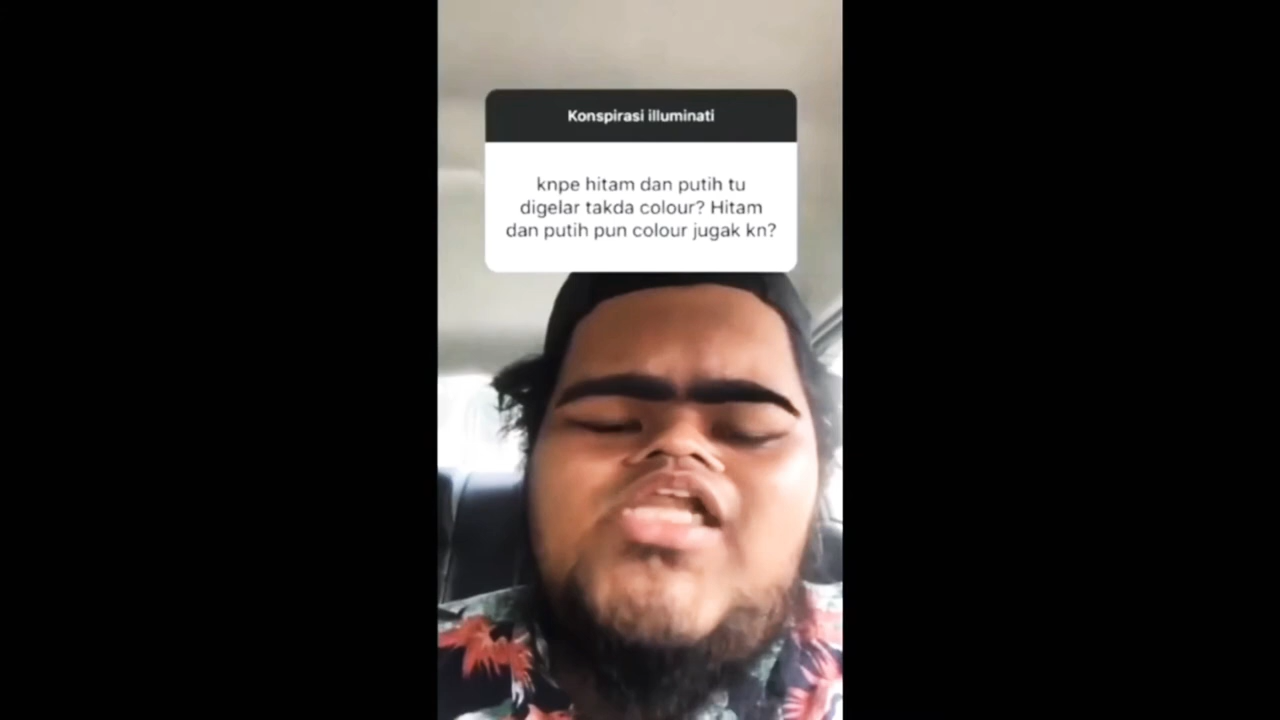 Konspirasi illuminati
knpe hitam dan putih tu
digelar takda colour? Hitam
dan putih pun colour jugak kn?